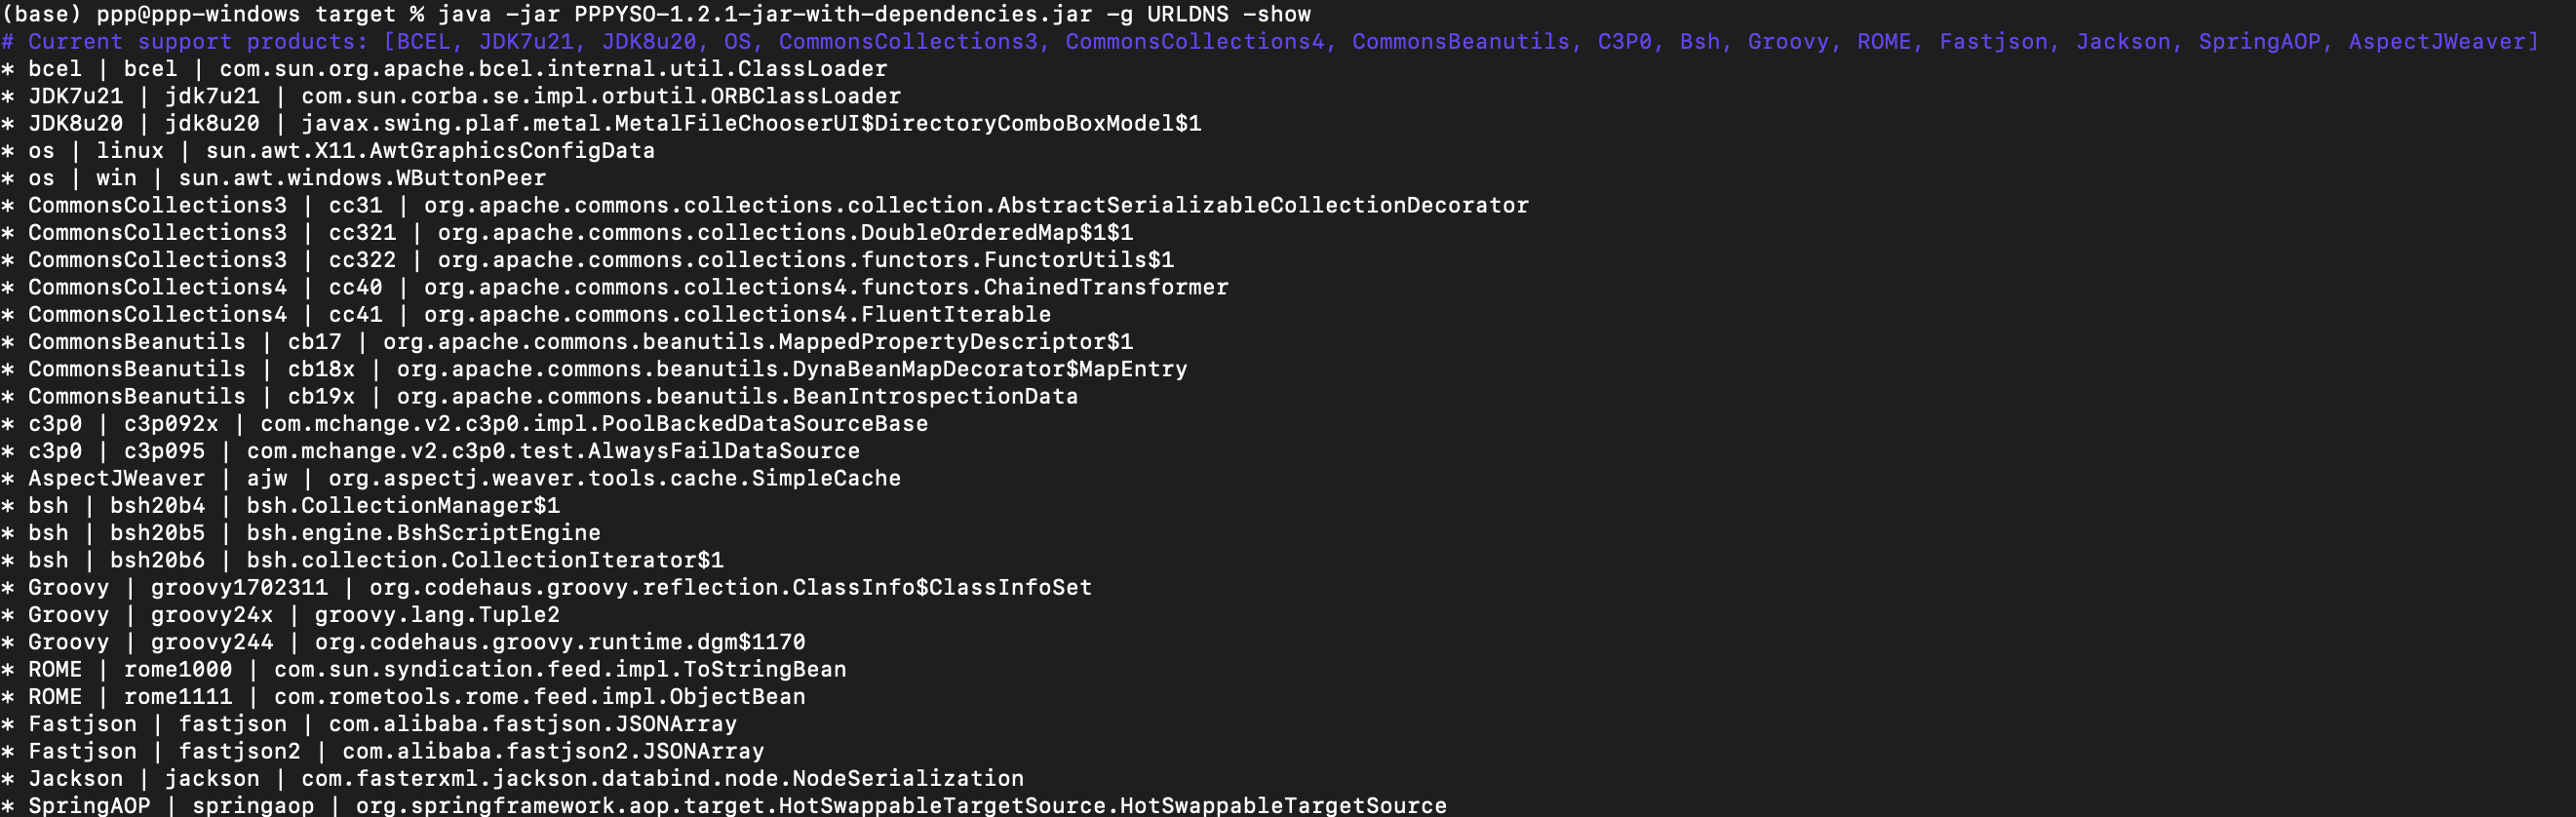 (base) ppp@ppp-windows target % java -jar PPPYSO-1.2.1-jar-with-dependencies.jar -g URLDNS -show
# Current support products: [BCEL, JDK7u21, JDK8u20, OS, CommonsCollections3, CommonsCollections4, CommonsBeanutils, C3P0, Bsh, Groovy, ROME, Fastjson, Jackson, SpringAOP, AspectJWeaver]
* bcel | bcel | com.sun.org.apache.bcel.internal.util.ClassLoader
* JDK7u21 | jdk7u21 | com.sun.corba.se.impl.orbutil.ORBClassLoader
* JDK8u20 | jdk8u20 | javax.swing.plaf.metal.MetalFileChooserUI$DirectoryComboBoxModel$1
* os | linux | sun.awt.X11.AwtGraphicsConfigData
* os | win | sun.awt.windows.WButtonPeer
* CommonsCollections3 | cc31 | org.apache.commons.collections.collection.AbstractSerializableCollectionDecorator
* CommonsCollections3 | cc321 | org.apache.commons.collections.DoubleOrderedMap$1$1
* CommonsCollections3 | cc322 | org.apache.commons.collections.functors.FunctorUtils$1
* CommonsCollections4 | cc40 | org.apache.commons.collections4.functors.ChainedTransformer
* CommonsCollections4 | cc41 | org.apache.commons.collections4.FluentIterable
* CommonsBeanutils | cb17 | org.apache.commons.beanutils.MappedPropertyDescriptor$1
* CommonsBeanutils | cb18x | org.apache.commons.beanutils.DynaBeanMapDecorator$MapEntry
* CommonsBeanutils | cb19x | org.apache.commons.beanutils.BeanIntrospectionData
* c3p0 | c3p092x | com.mchange.v2.c3p0.impl.PoolBackedDataSourceBase
* c3p0 | c3p095 | com.mchange.v2.c3p0.test.AlwaysFailDataSource
* AspectJWeaver | ajw | org.aspectj.weaver.tools.cache.SimpleCache
* bsh | bsh20b4 | bsh.CollectionManager$1
* bsh | bsh20b5 | bsh.engine.BshScriptEngine
* bsh | bsh20b6 | bsh.collection.CollectionIterator$1
* Groovy | groovy1702311 | org.codehaus.groovy.reflection.ClassInfo$ClassInfoSet
* Groovy | groovy24x | groovy.lang.Tuple2
* Groovy | groovy244 | org.codehaus.groovy.runtime.dgm$1170
* ROME | rome1000 | com.sun.syndication.feed.impl.ToStringBean
* ROME | rome1111 | com.rometools.rome.feed.impl.ObjectBean
* Fastjson | fastjson | com.alibaba.fastjson.JSONArray
* Fastjson | fastjson2 | com.alibaba.fastjson2.JSONArray
* Jackson | jackson | com.fasterxml.jackson.databind.node.NodeSerialization
* SpringAOP | springaop | org.springframework.aop.target.HotSwappableTargetSource.HotSwappableTargetSource